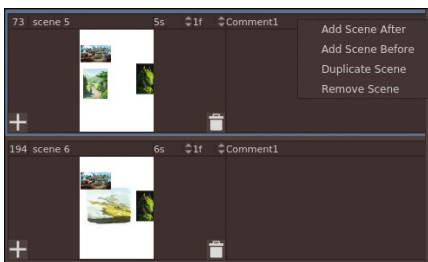 73 scene 5 5s 1f Comment1
Add Scene After
Add Scene Before
Duplicate Scene
Remove Scene
194 scene 6 6s 1f Comment1